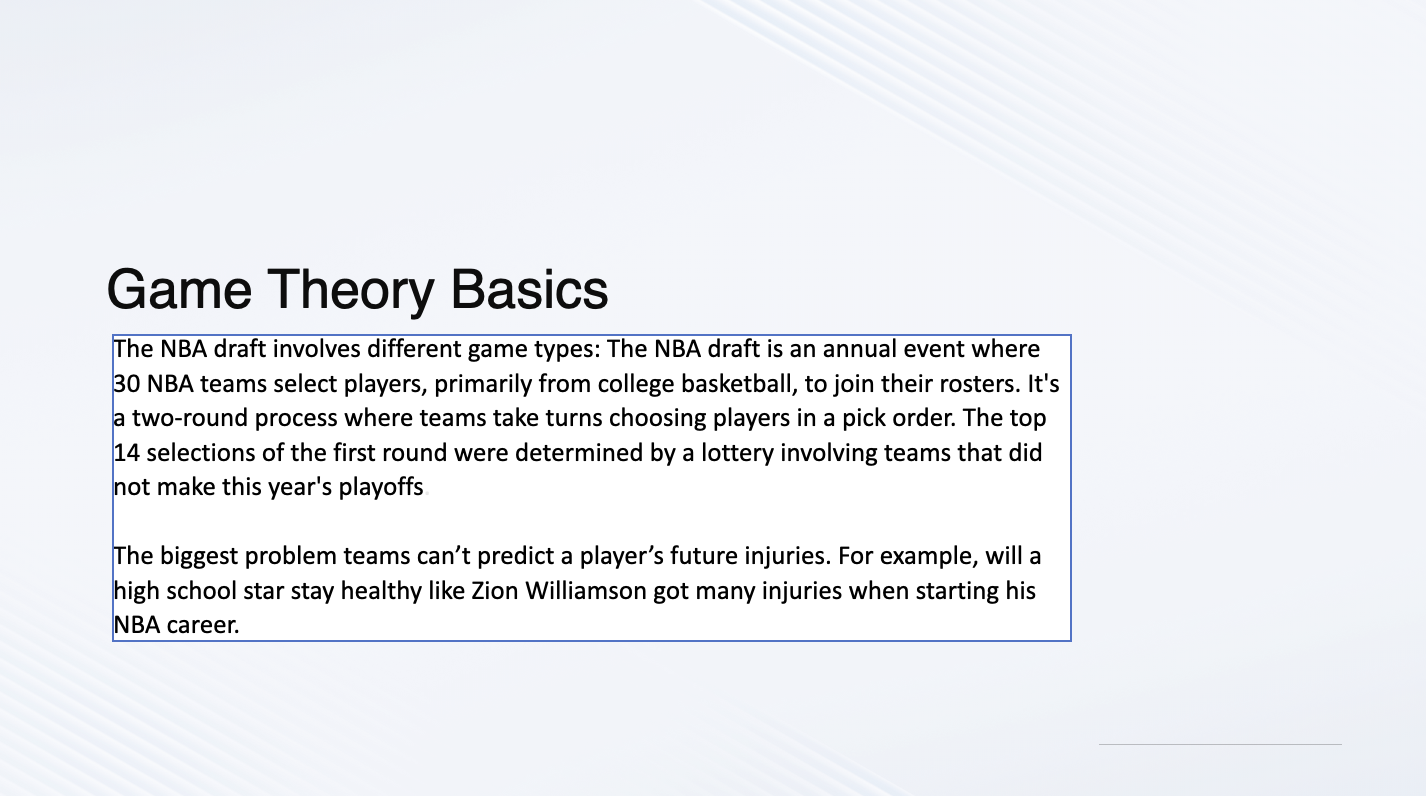 Game Theory Basics
The NBA draft involves different game types: The NBA draft is an annual event where
30 NBA teams select players, primarily from college basketball, to join their rosters. It's
a two-round process where teams take turns choosing players in a pick order. The top
14 selections of the first round were determined by a lottery involving teams that did
not make this year's playoffs.
The biggest problem teams can’t predict a player’s future injuries. For example, will a
high school star stay healthy like Zion Williamson got many injuries when starting his
NBA career.